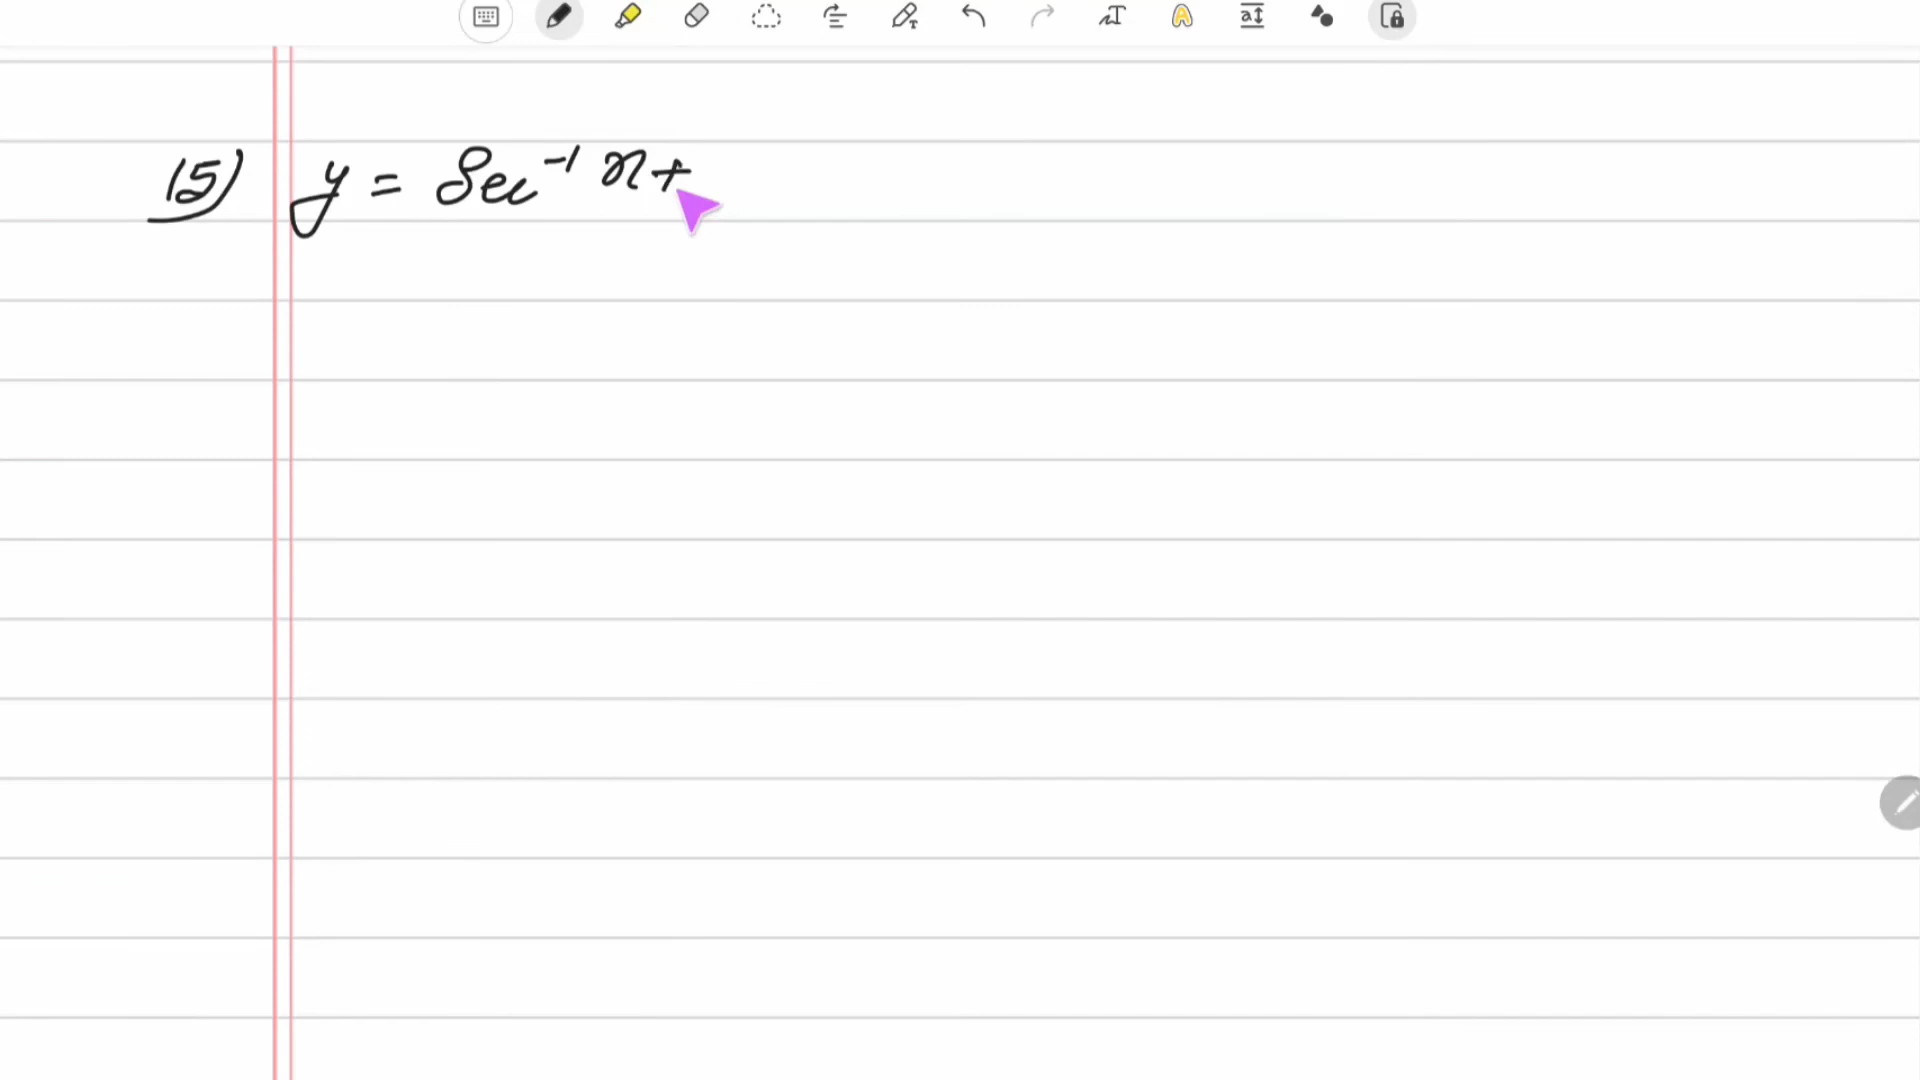 15) y = Sec⁻¹ x +